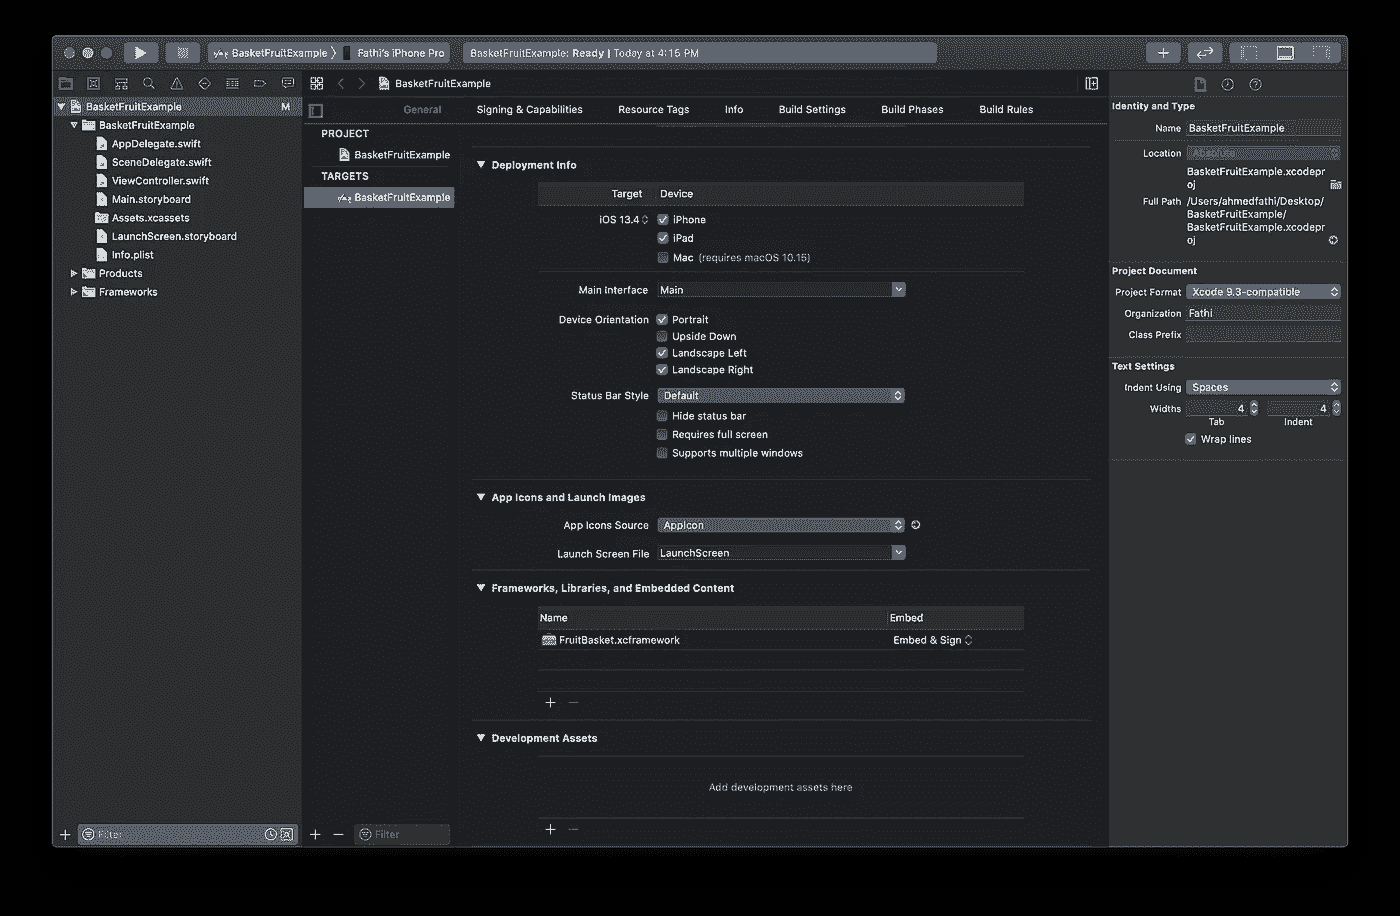 BasketFruitExample
Fathi's iPhone Pro
BasketFruitExample: Ready | Today at 4:15 PM
BasketFruitExample
BasketFruitExample M
BasketFruitExample
AppDelegate.swift
SceneDelegate.swift
ViewController.swift
Main.storyboard
Assets.xcassets
LaunchScreen.storyboard
Info.plist
Products
Frameworks
Filter
General
Signing & Capabilities
Resource Tags
Info
Build Settings
Build Phases
Build Rules
PROJECT
BasketFruitExample
TARGETS
BasketFruitExample
Filter
Deployment Info
Target Device
iOS 13.4 iPhone
iPad
Mac (requires macOS 10.15)
Main Interface Main
Device Orientation Portrait
Upside Down
Landscape Left
Landscape Right
Status Bar Style Default
Hide status bar
Requires full screen
Supports multiple windows
App Icons and Launch Images
App Icons Source AppIcon
Launch Screen File LaunchScreen
Frameworks, Libraries, and Embedded Content
Name Embed
FruitBasket.xcframework Embed & Sign
Development Assets
Add development assets here
Identity and Type
Name BasketFruitExample
Location Absolute
BasketFruitExample.xcodepr
oj
Full Path /Users/ahmedfathi/Desktop/
BasketFruitExample/
BasketFruitExample.xcodepr
oj
Project Document
Project Format Xcode 9.3-compatible
Organization Fathi
Class Prefix
Text Settings
Indent Using Spaces
Widths 4 4
Tab Indent
Wrap lines